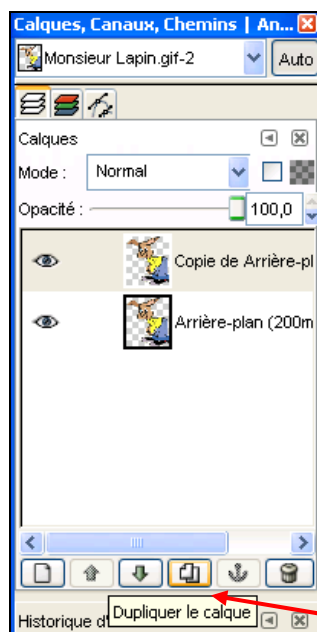 Calques, Canaux, Chemins | An...
Monsieur Lapin.gif-2
Auto
Calques
Mode : Normal
Opacité : 100,0
Copie de Arrière-pl
Arrière-plan (200m
Dupliquer le calque
Historique d'